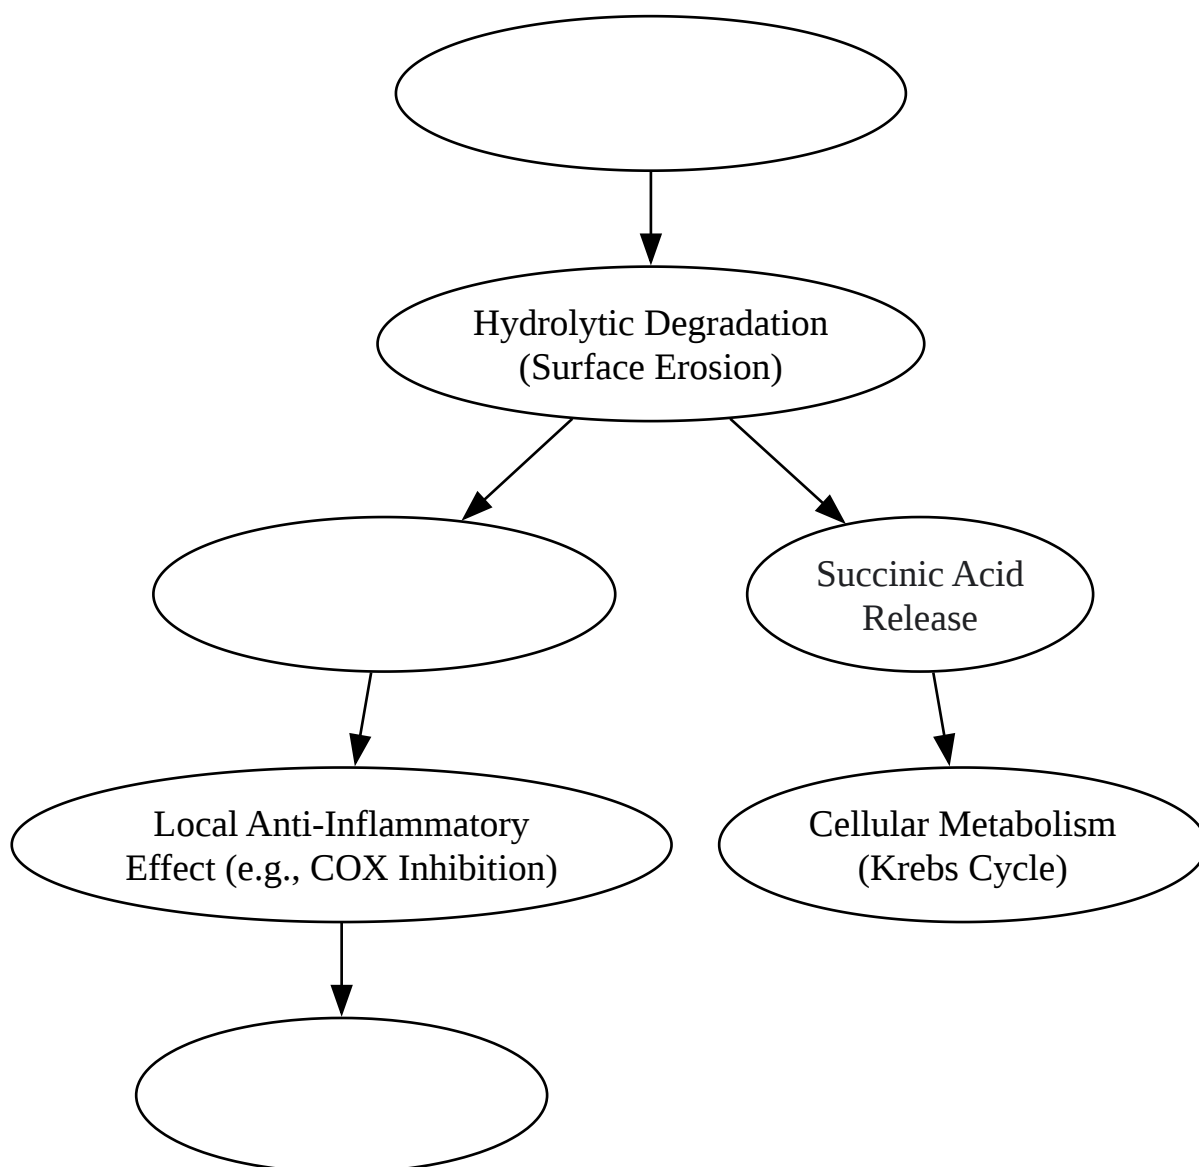 Hydrolytic Degradation
(Surface Erosion)
Succinic Acid
Release
Local Anti-Inflammatory
Effect (e.g., COX Inhibition)
Cellular Metabolism
(Krebs Cycle)